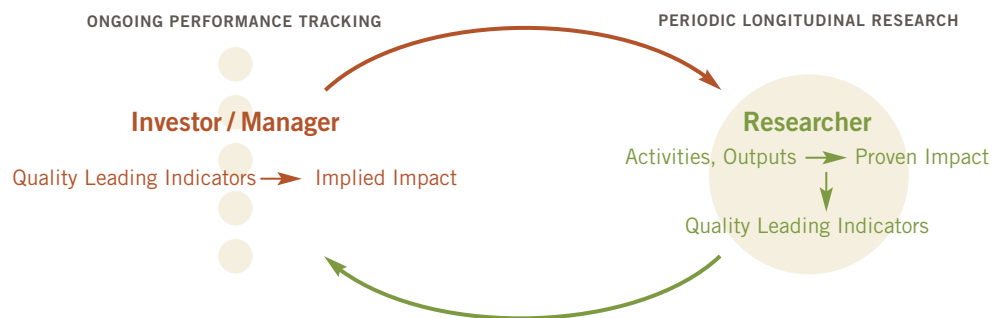 ONGOING PERFORMANCE TRACKING
Investor / Manager
Quality Leading Indicators
Implied Impact
PERIODIC LONGITUDINAL RESEARCH
Researcher
Activities, Outputs
Proven Impact
Quality Leading Indicators